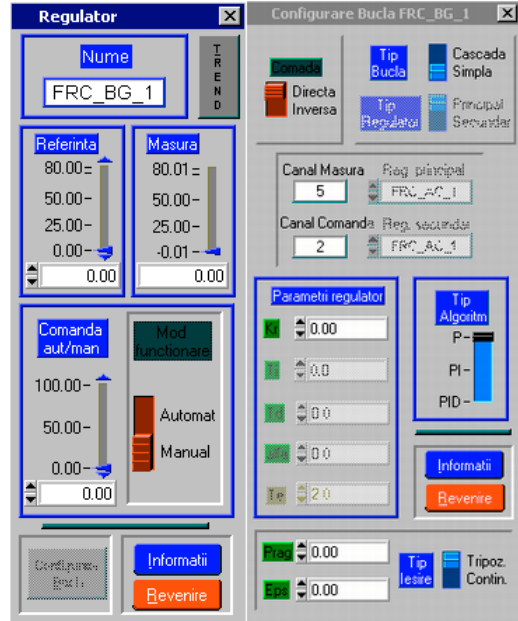 Regulator
Nume
FRC_BG_1
TREND
Referinta
80.00
50.00
25.00
0.00
0.00
Masura
80.01
50.00
25.00
-0.01
0.00
Comanda
aut/man
100.00
50.00
0.00
0.00
Mod
functionare
Automat
Manual
Informatii
Revenire
Configurare Bucla FRC_BG_1
Comada
Directa
Inversa
Tip
Bucla
Cascada
Simpla
Tip
Regulator
Principal
Secundar
Canal Masura
5
Reg. principal
FRC_AC_1
Canal Comanda
2
Reg. secundar
FRC_AC_1
Parametrii regulator
Kr
0.00
Ti
0.0
Td
0.0
alfa
0.0
Te
2.0
Tip
Algoritm
P
PI
PID
Informatii
Revenire
Prag
0.00
Eps
0.00
Tip
Iesire
Tripoz.
Contin.